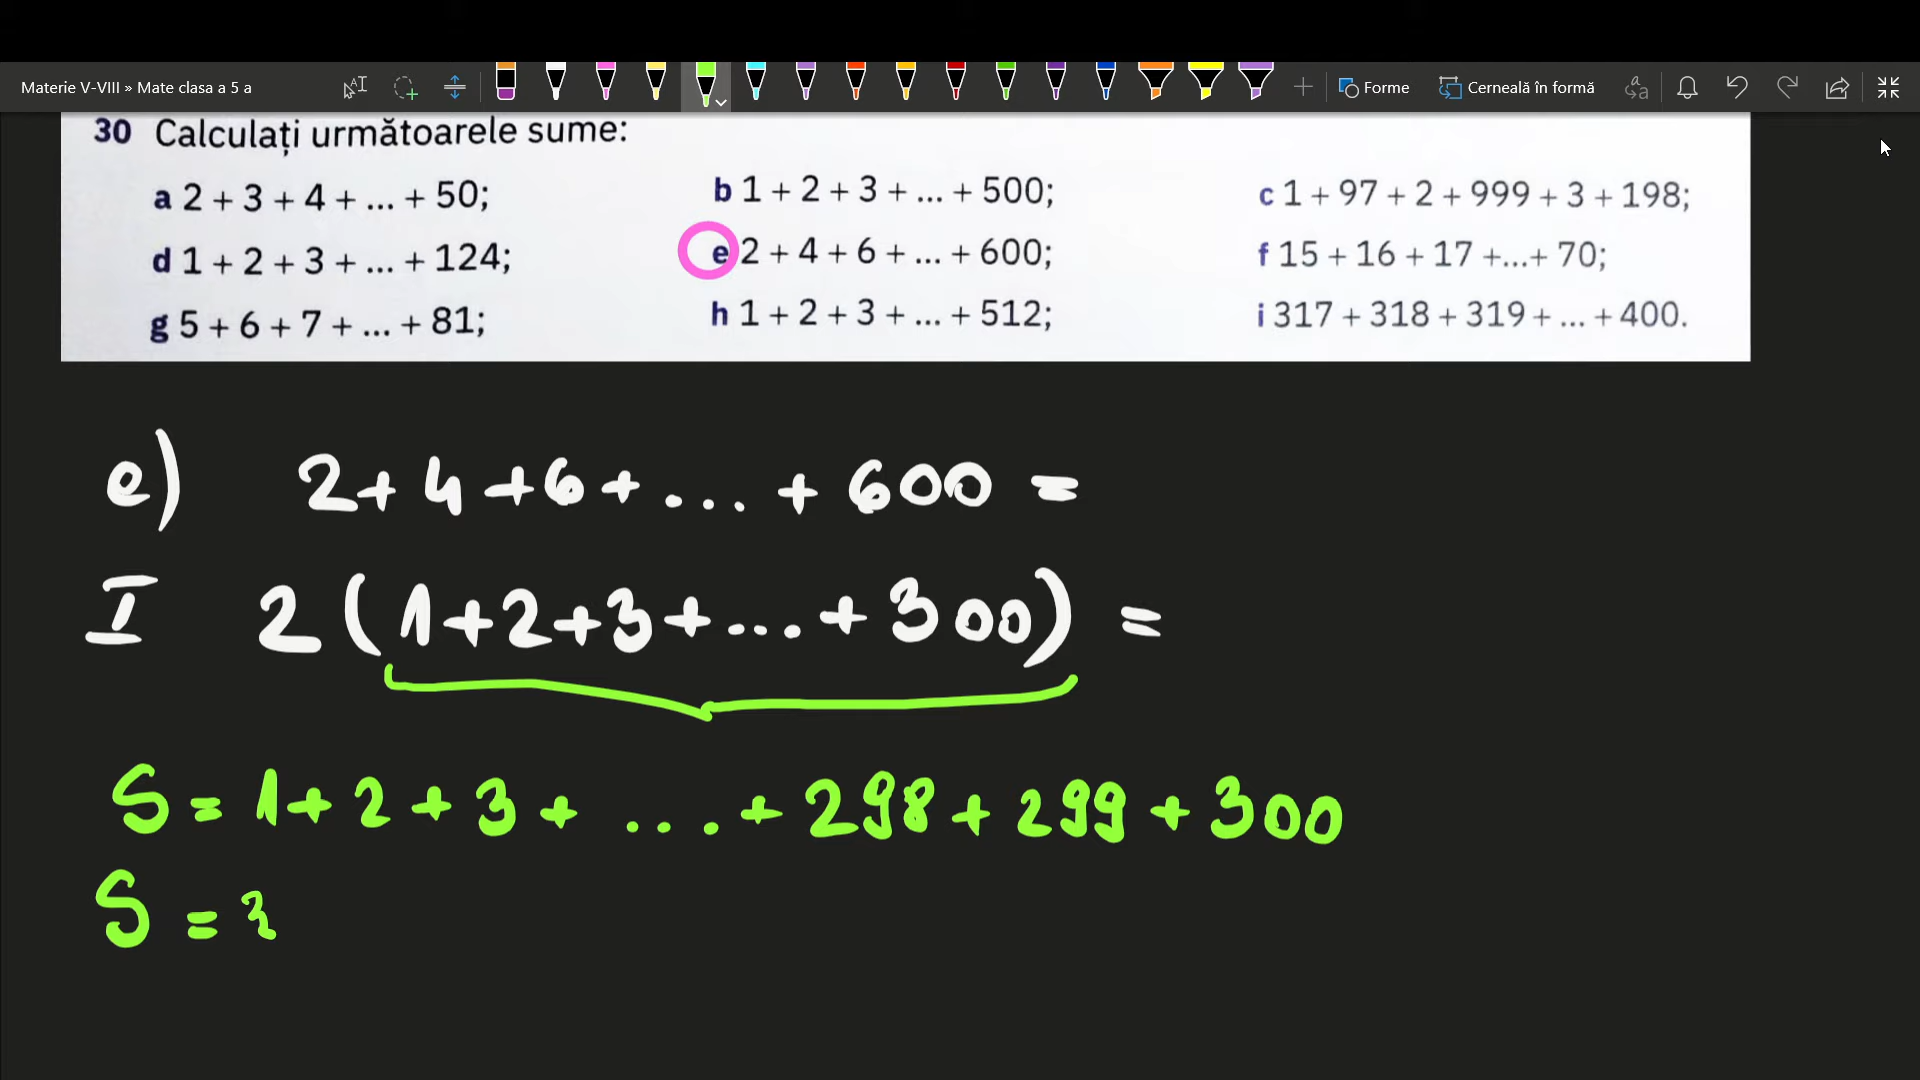 Materie V-VIII » Mate clasa a 5 a
Forme
Cerneală în formă
30 Calculați următoarele sume:
a 2 + 3 + 4 + ... + 50;
b 1 + 2 + 3 + ... + 500;
c 1 + 97 + 2 + 999 + 3 + 198;
d 1 + 2 + 3 + ... + 124;
e 2 + 4 + 6 + ... + 600;
f 15 + 16 + 17 +...+ 70;
g 5 + 6 + 7 + ... + 81;
h 1 + 2 + 3 + ... + 512;
i 317 + 318 + 319 + ... + 400.
e) 2 + 4 + 6 + ... + 600 =
I 2 (1 + 2 + 3 + ... + 300) =
S = 1 + 2 + 3 + ... + 298 + 299 + 300
S =